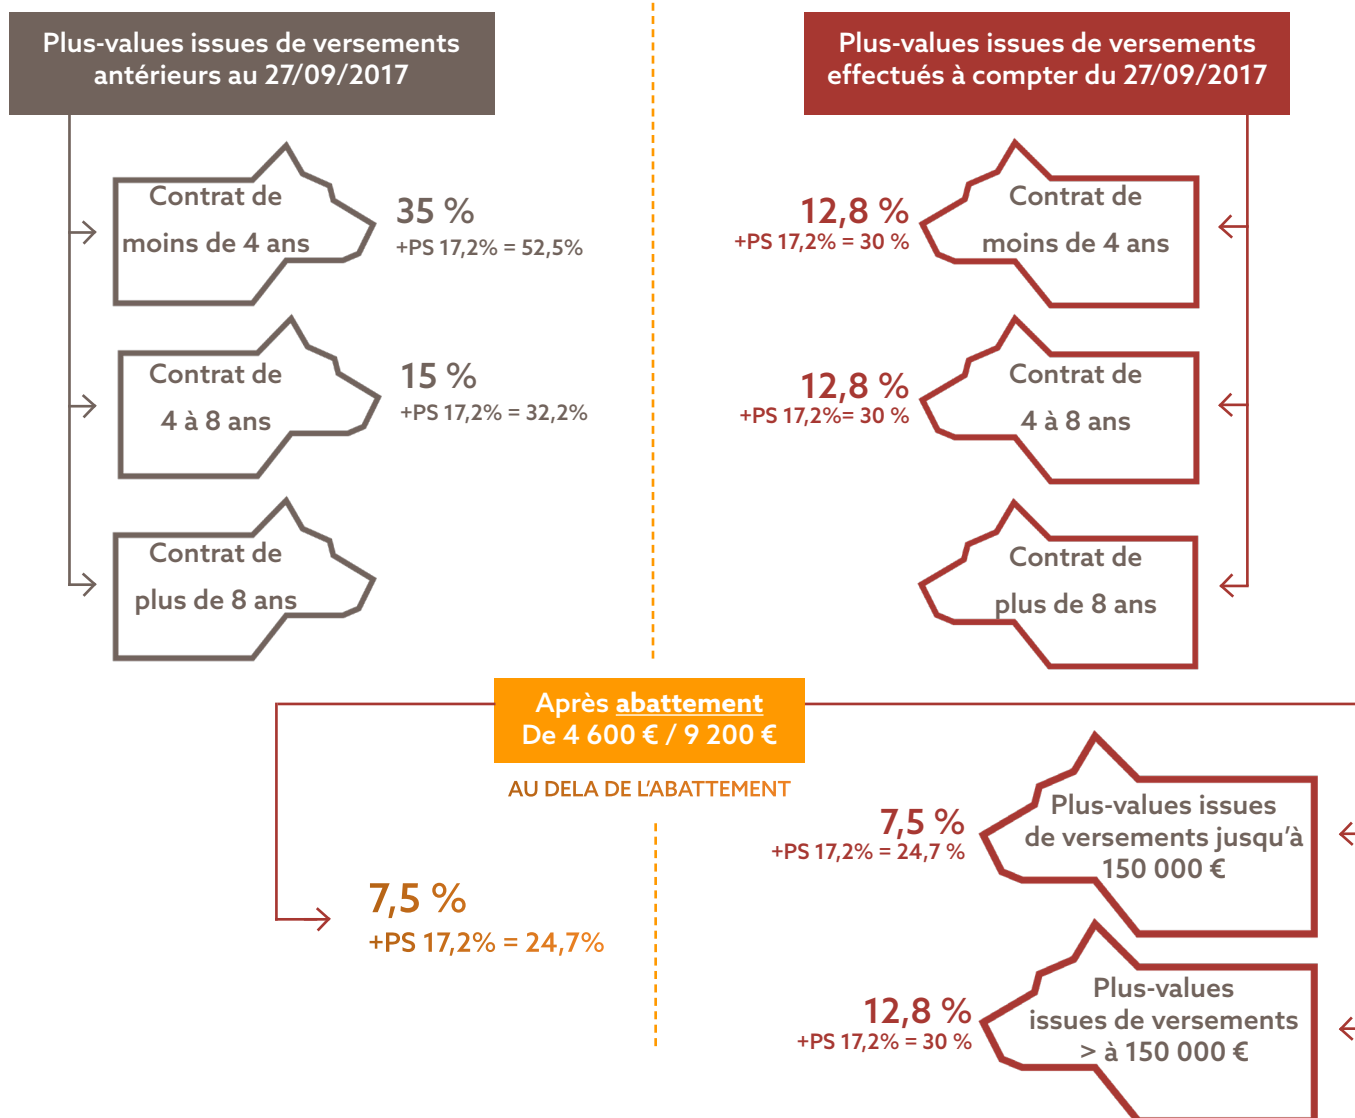 Plus-values issues de versements
antérieurs au 27/09/2017
Contrat de
moins de 4 ans
35 %
+PS 17,2% = 52,5%
Contrat de
4 à 8 ans
15 %
+PS 17,2% = 32,2%
Contrat de
plus de 8 ans
Plus-values issues de versements
effectués à compter du 27/09/2017
12,8 %
+PS 17,2% = 30 %
Contrat de
moins de 4 ans
12,8 %
+PS 17,2%= 30 %
Contrat de
4 à 8 ans
Contrat de
plus de 8 ans
Après abattement
De 4 600 € / 9 200 €
AU DELA DE L'ABATTEMENT
7,5 %
+PS 17,2% = 24,7%
7,5 %
+PS 17,2% = 24,7 %
Plus-values issues
de versements jusqu'à
150 000 €
12,8 %
+PS 17,2% = 30 %
Plus-values
issues de versements
> à 150 000 €